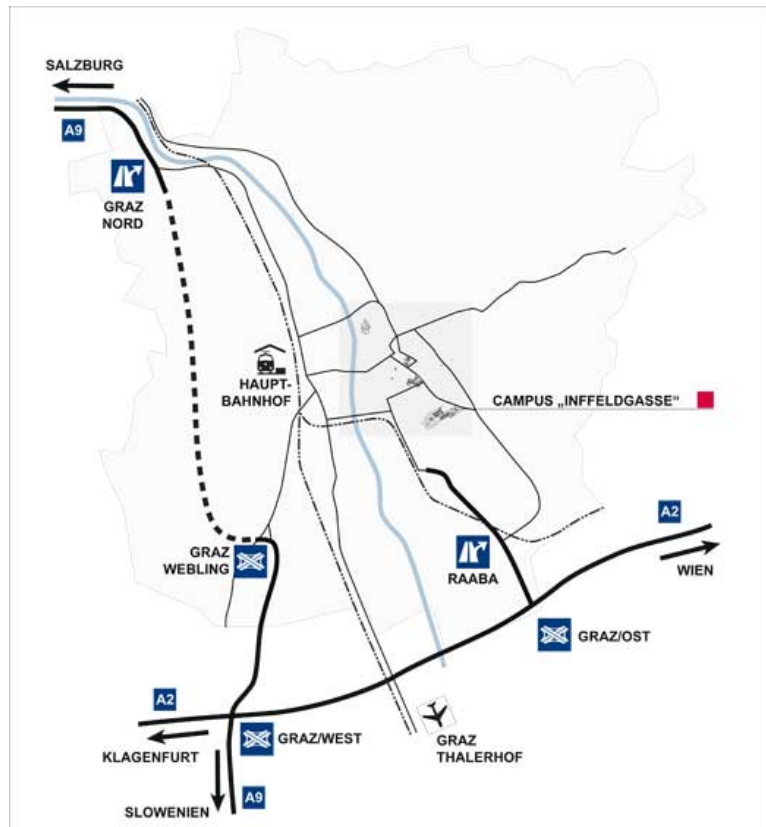 SALZBURG
A9
GRAZ
NORD
HAUPT-
BAHNHOF
CAMPUS „INFFELDGASSE“
A2
WIEN
GRAZ
WEBLING
RAABA
GRAZ/OST
A2
KLAGENFURT
GRAZ/WEST
GRAZ
THALERHOF
SLOWENIEN
A9